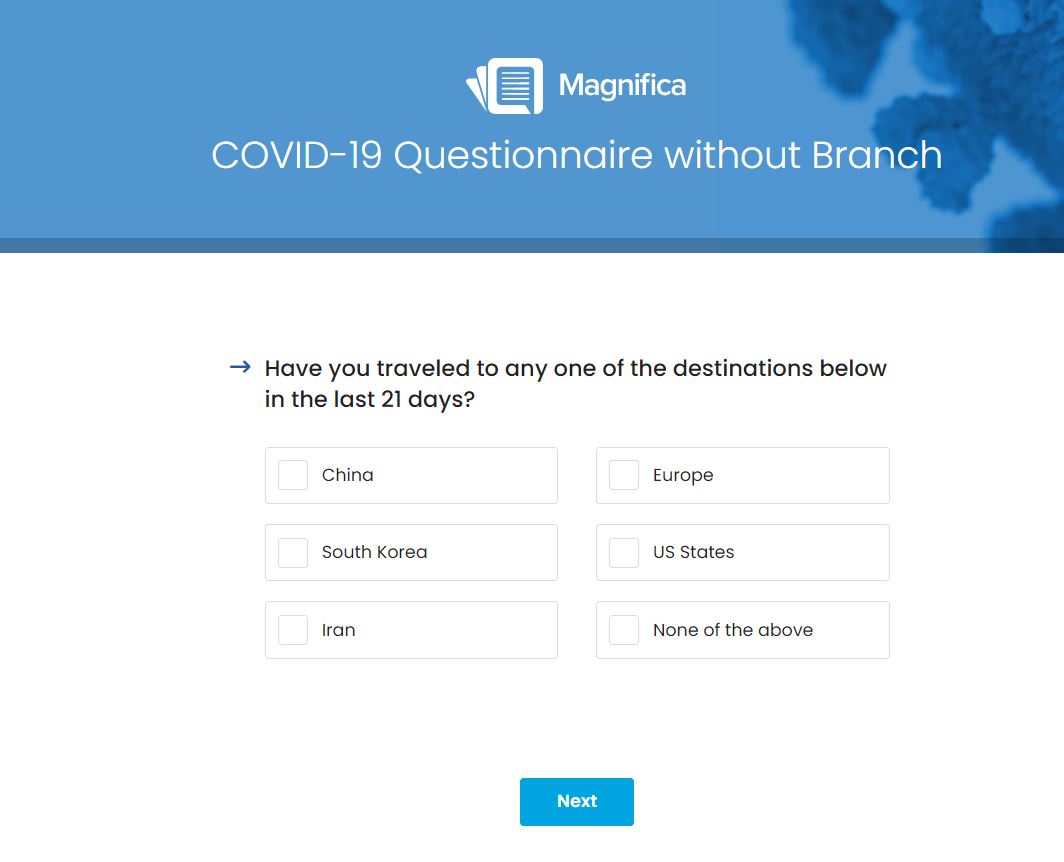 Magnifica
COVID-19 Questionnaire without Branch
→ Have you traveled to any one of the destinations below
in the last 21 days?
China
Europe
South Korea
US States
Iran
None of the above
Next